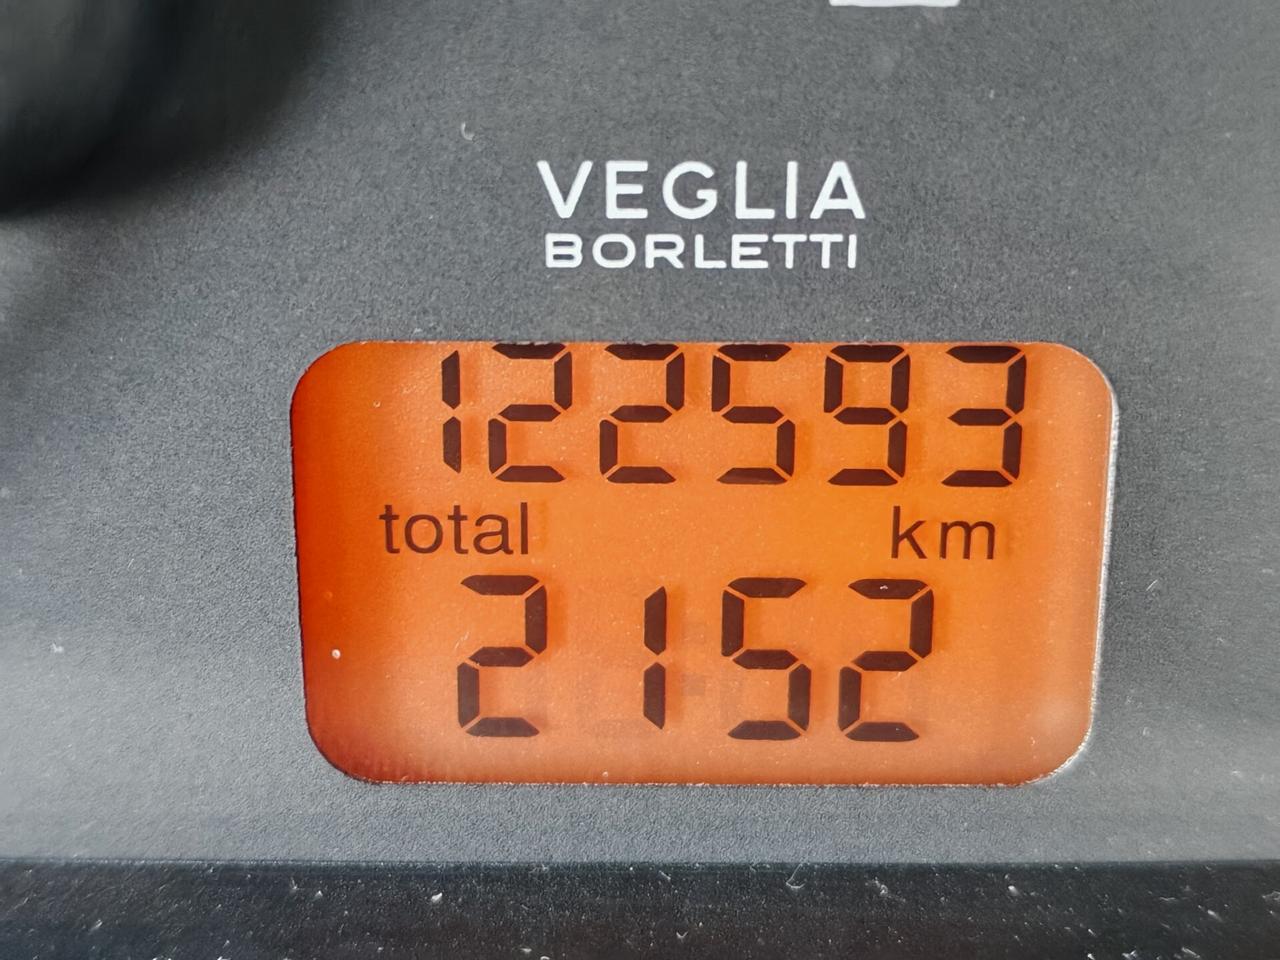 VEGLIA
BORLETTI
122593
total km
2152